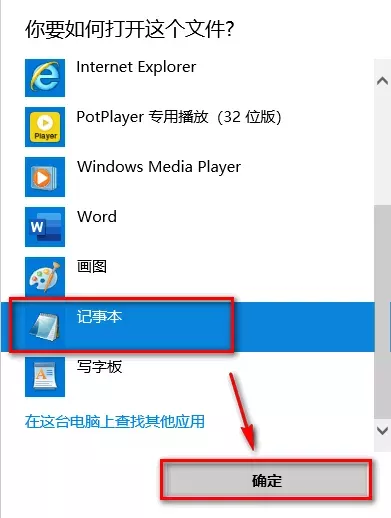 你要如何打开这个文件?
Internet Explorer
PotPlayer 专用播放（32 位版)
Player
Windows Media Player
Word
W
画图
记事本
写字板
A
在这台电脑上查找其他应用
确定